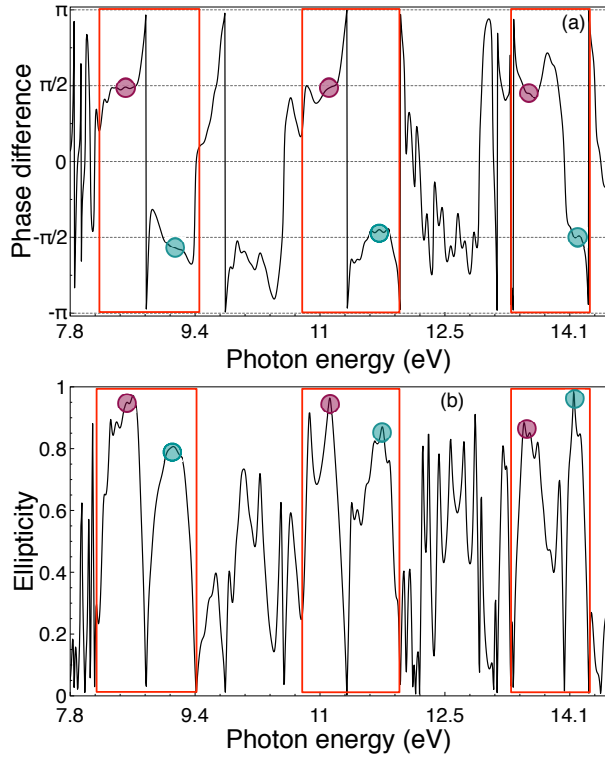 (a)
π
π/2
0
-π/2
-π
Phase difference
7.8 9.4 11 12.5 14.1
Photon energy (eV)
(b)
1
0.8
0.6
0.4
0.2
0
Ellipticity
7.8 9.4 11 12.5 14.1
Photon energy (eV)